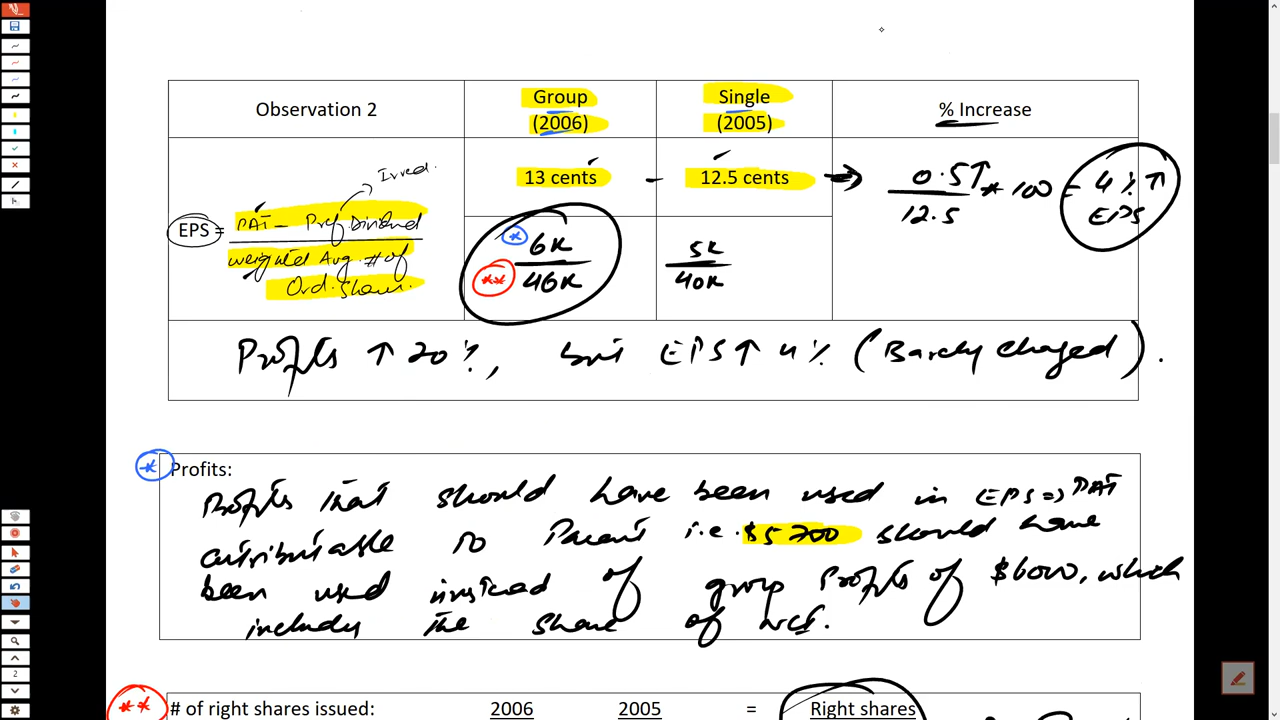 Observation 2
Group
(2006)
Single
(2005)
% Increase
Irred.
13 cents - 12.5 cents → 0.5↑ * 100 = 4% ↑
12.5 EPS
EPS = PAT - Pref Dividend
weighted Avg. # of
Ord. Share.
* 6K
** 46K
5K
40K
Profits ↑ 20%, but EPS ↑ 4% (Barely changed).
* Profits:
Profits that should have been used in EPS => PAT
attributable to Parent i.e. $5700 should have
been used instead of group Profits of $6000, which
includes the share of NCI.
** # of right shares issued: 2006 2005 = Right shares
2